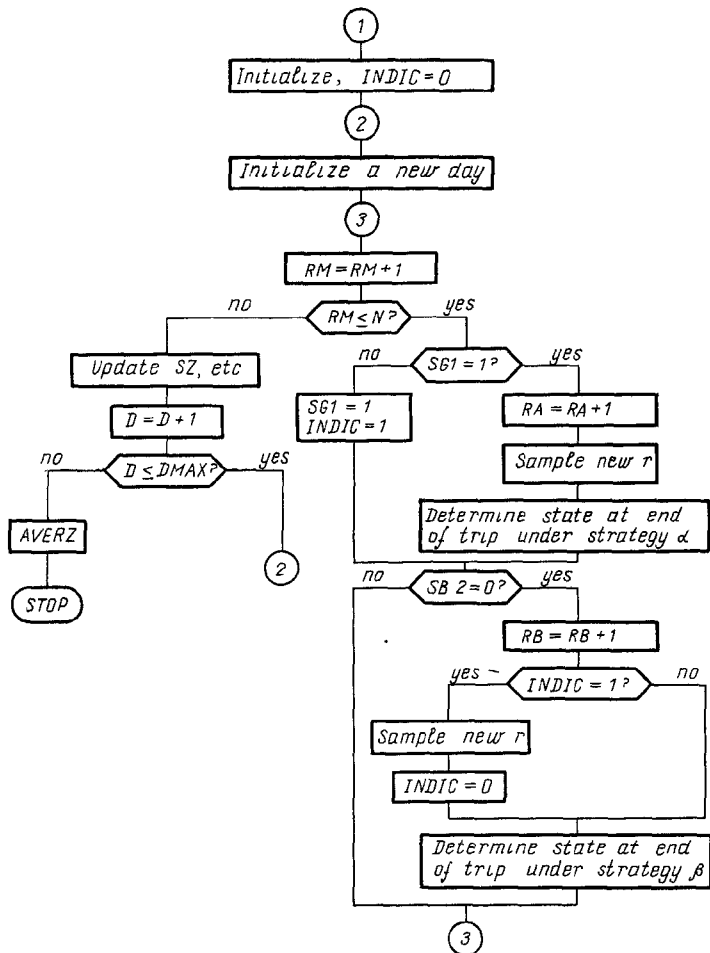 1
Initialize, INDIC=0
2
Initialize a new day
3
RM=RM+1
no
RM≤N?
yes
Update SZ, etc
D=D+1
no
D≤DMAX?
yes
AVERZ
STOP
2
no
SG1=1?
yes
SG1=1
INDIC=1
RA=RA+1
Sample new r
Determine state at end
of trip under strategy α
no
SB 2=0?
yes
RB=RB+1
yes
INDIC=1?
no
Sample new r
INDIC=0
Determine state at end
of trip under strategy β
3